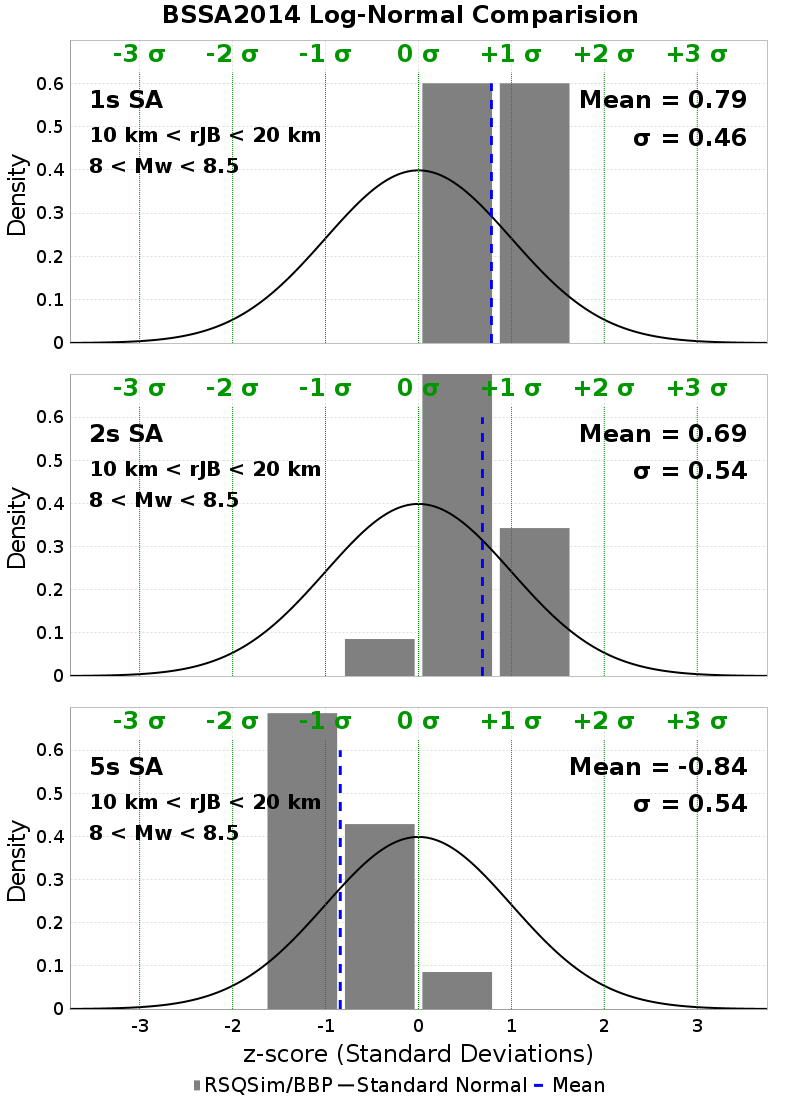 BSSA2014 Log-Normal Comparision
-3 σ -2 σ -1 σ 0 σ +1 σ +2 σ +3 σ
1s SA
10 km < rJB < 20 km
8 < Mw < 8.5
Mean = 0.79
σ = 0.46
0.6
0.5
0.4
0.3
0.2
0.1
0
Density
-3 σ -2 σ -1 σ 0 σ +1 σ +2 σ +3 σ
2s SA
10 km < rJB < 20 km
8 < Mw < 8.5
Mean = 0.69
σ = 0.54
0.6
0.5
0.4
0.3
0.2
0.1
0
Density
-3 σ -2 σ -1 σ 0 σ +1 σ +2 σ +3 σ
5s SA
10 km < rJB < 20 km
8 < Mw < 8.5
Mean = -0.84
σ = 0.54
0.6
0.5
0.4
0.3
0.2
0.1
0
Density
-3 -2 -1 0 1 2 3
z-score (Standard Deviations)
RSQSim/BBP Standard Normal Mean